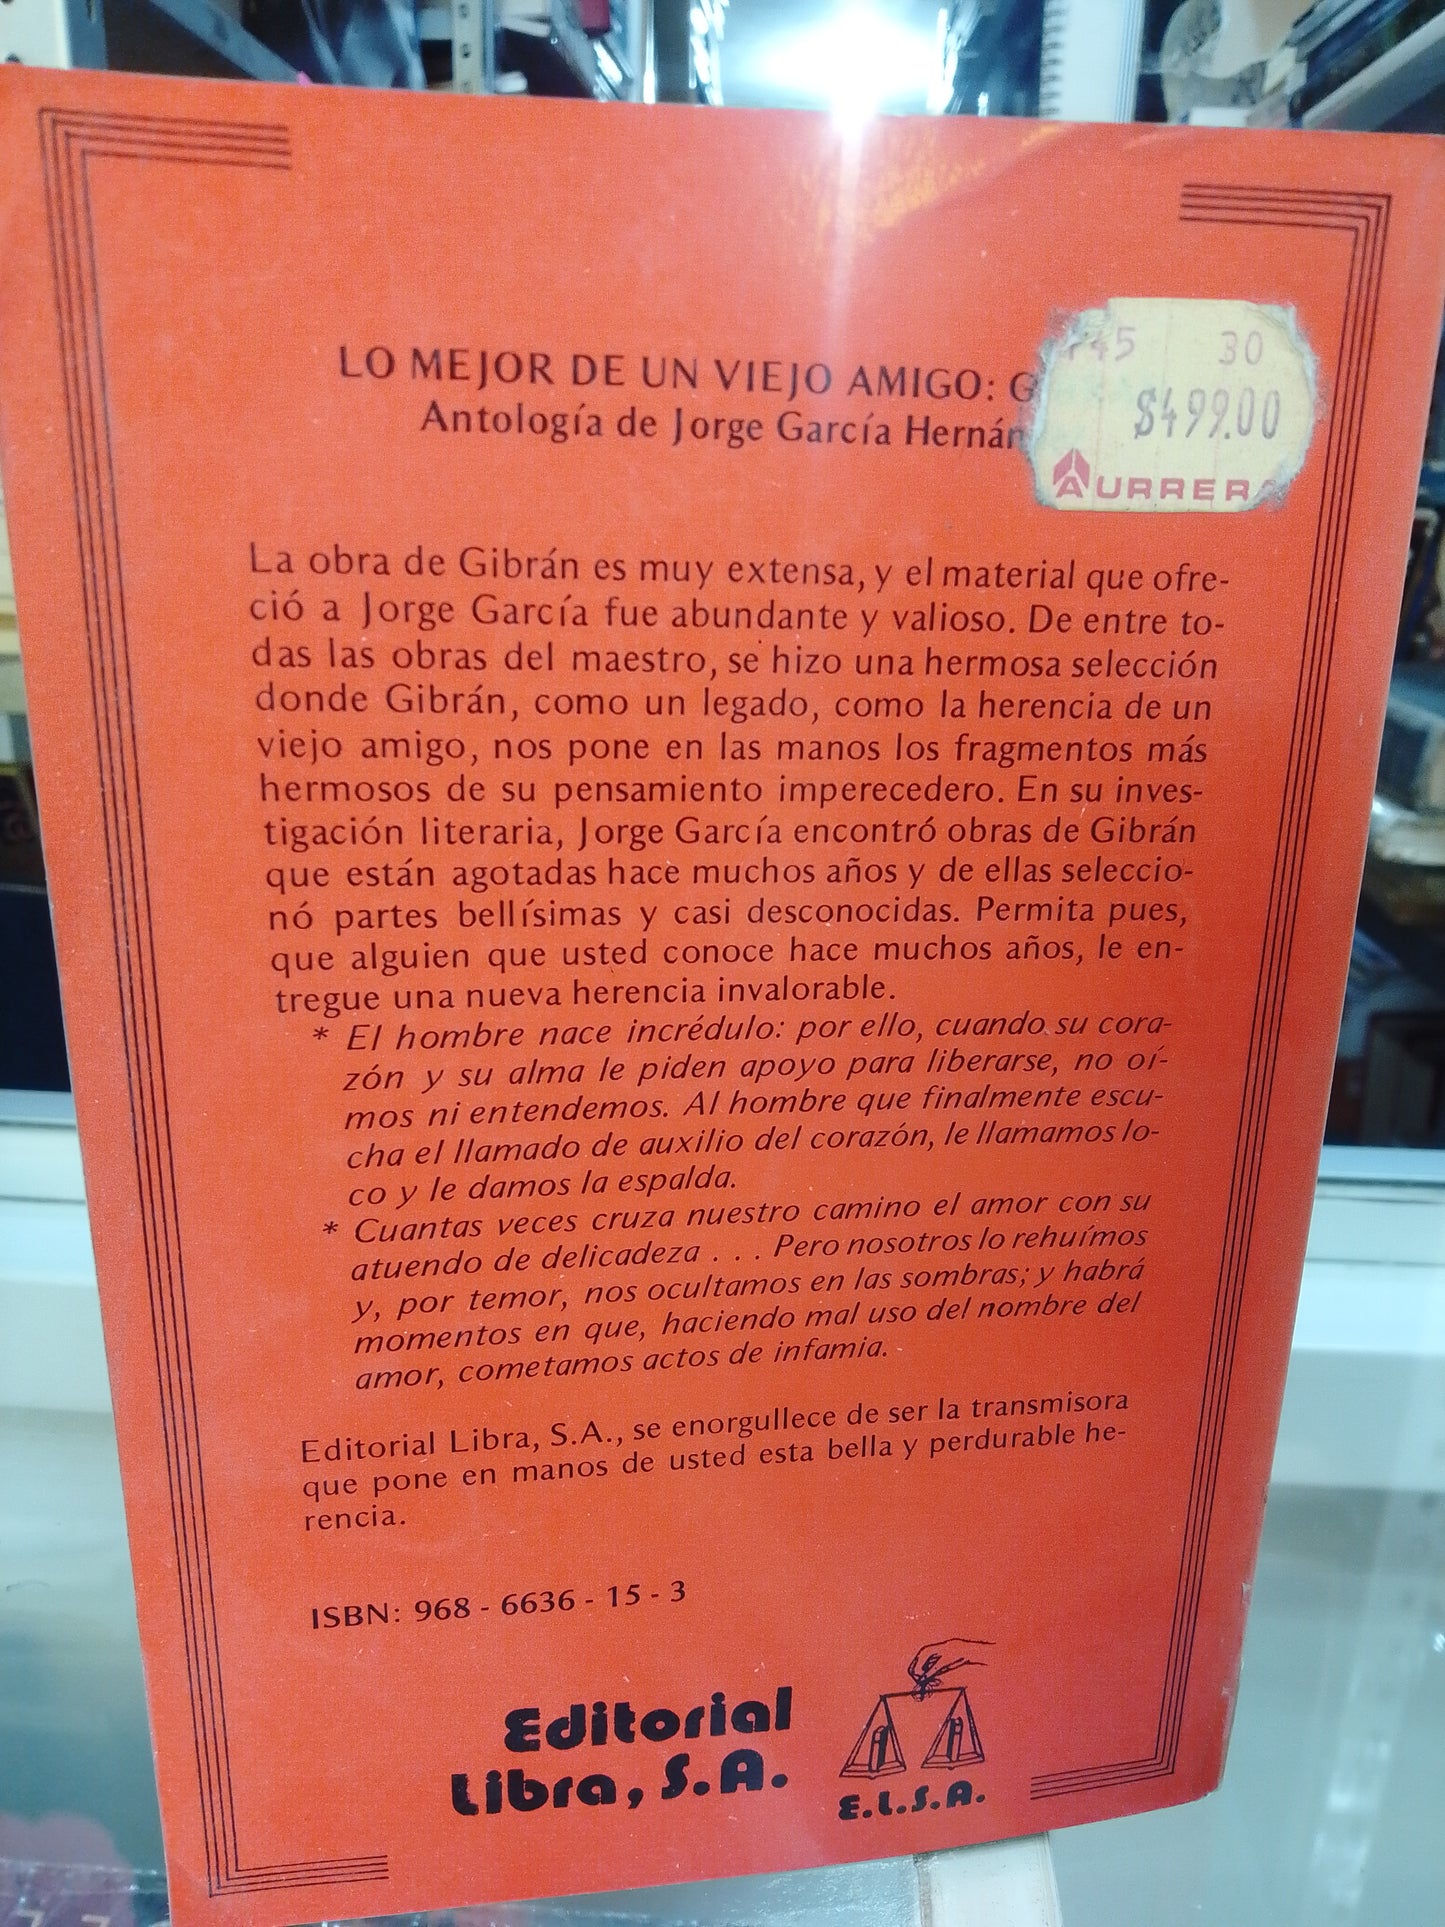 LO MEJOR DE UN VIEJO AMIGO:
Antología de Jorge García
45 30
$499.00
AURRERA
La obra de Gibrán es muy extensa, y el material que ofre-
ció a Jorge García fue abundante y valioso. De entre to-
das las obras del maestro, se hizo una hermosa selección
donde Gibrán, como un legado, como la herencia de un
viejo amigo, nos pone en las manos los fragmentos más
hermosos de su pensamiento imperecedero. En su inves-
tigación literaria, Jorge García encontró obras de Gibrán
que están agotadas hace muchos años y de ellas seleccio-
nó partes bellísimas y casi desconocidas. Permita pues,
que alguien que usted conoce hace muchos años, le en-
tregue una nueva herencia invalorable.
* El hombre nace incrédulo: por ello, cuando su cora-
zón y su alma le piden apoyo para liberarse, no oí-
mos ni entendemos. Al hombre que finalmente escu-
cha el llamado de auxilio del corazón, le llamamos lo-
co y le damos la espalda.
* Cuantas veces cruza nuestro camino el amor con su
atuendo de delicadeza . . . Pero nosotros lo rehuímos
y, por temor, nos ocultamos en las sombras; y habrá
momentos en que, haciendo mal uso del nombre del
amor, cometamos actos de infamia.
Editorial Libra, S.A., se enorgullece de ser la transmisora
que pone en manos de usted esta bella y perdurable he-
rencia.
ISBN: 968 - 6636 - 15 - 3
Editorial
Libra, S.A.
E.L.S.A.